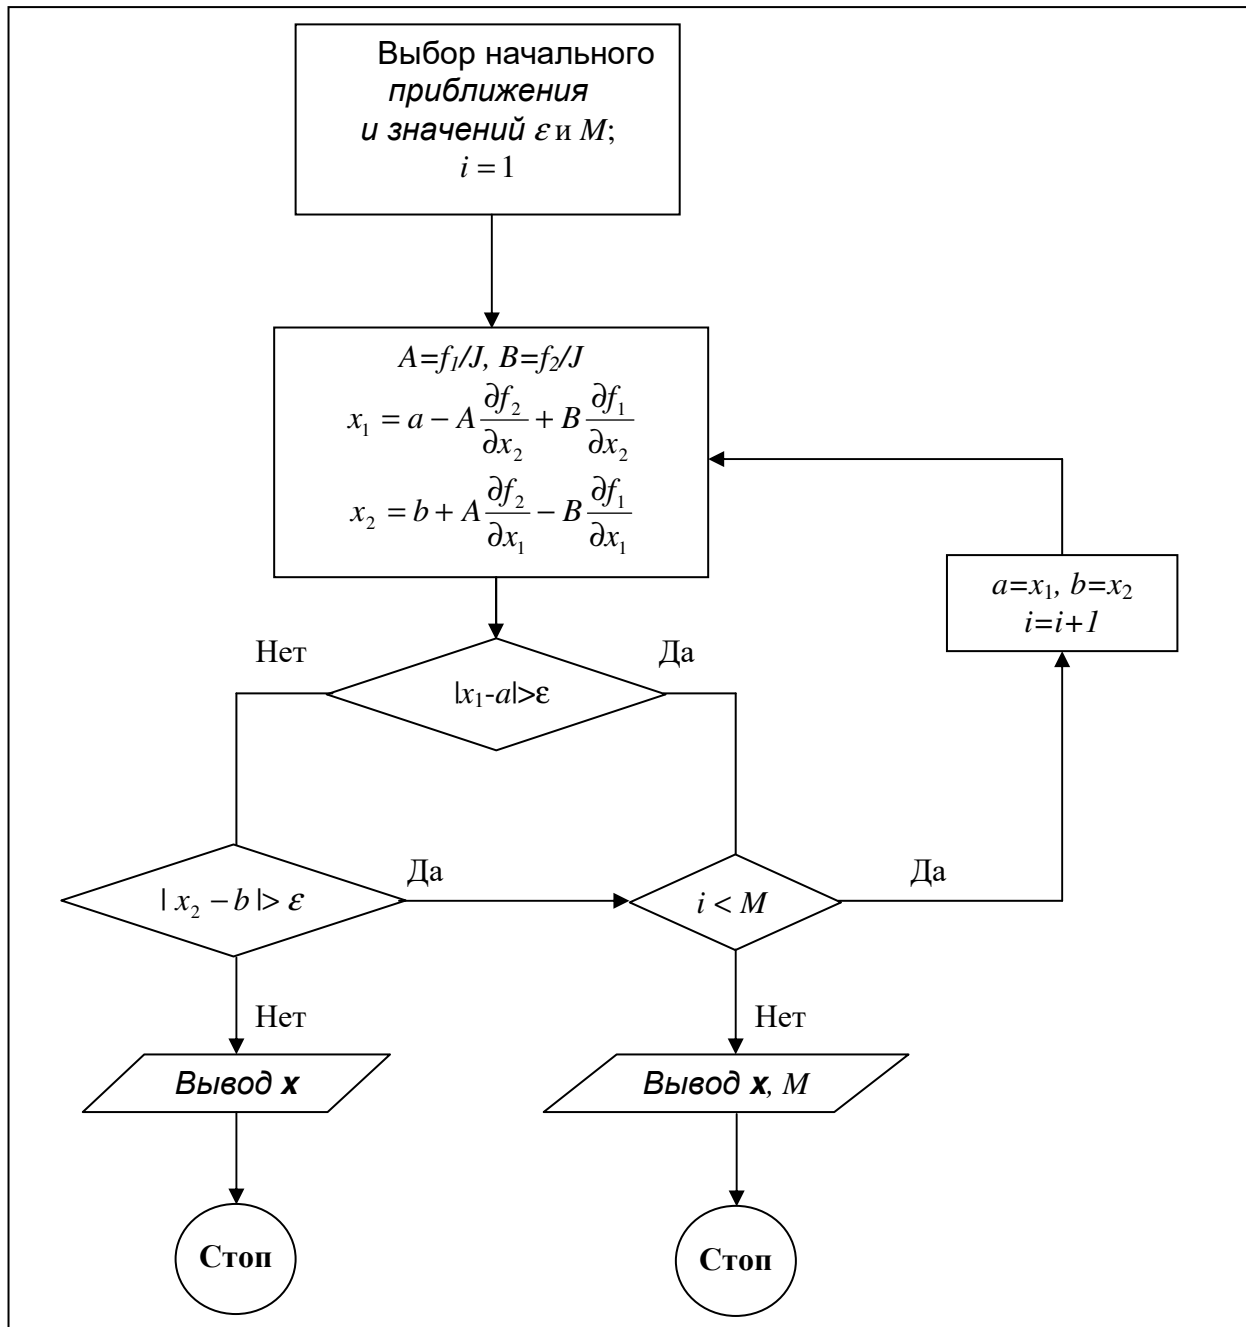 Выбор начального
приближения
и значений ε и M;
i = 1
A=f₁/J, B=f₂/J
x₁ = a − A ∂f₂/∂x₂ + B ∂f₁/∂x₂
x₂ = b + A ∂f₂/∂x₁ − B ∂f₁/∂x₁
a=x₁, b=x₂
i=i+1
Нет
Да
|x₁-a|>ε
Да
Да
| x₂ − b |> ε
i < M
Нет
Нет
Вывод x
Вывод x, M
Стоп
Стоп